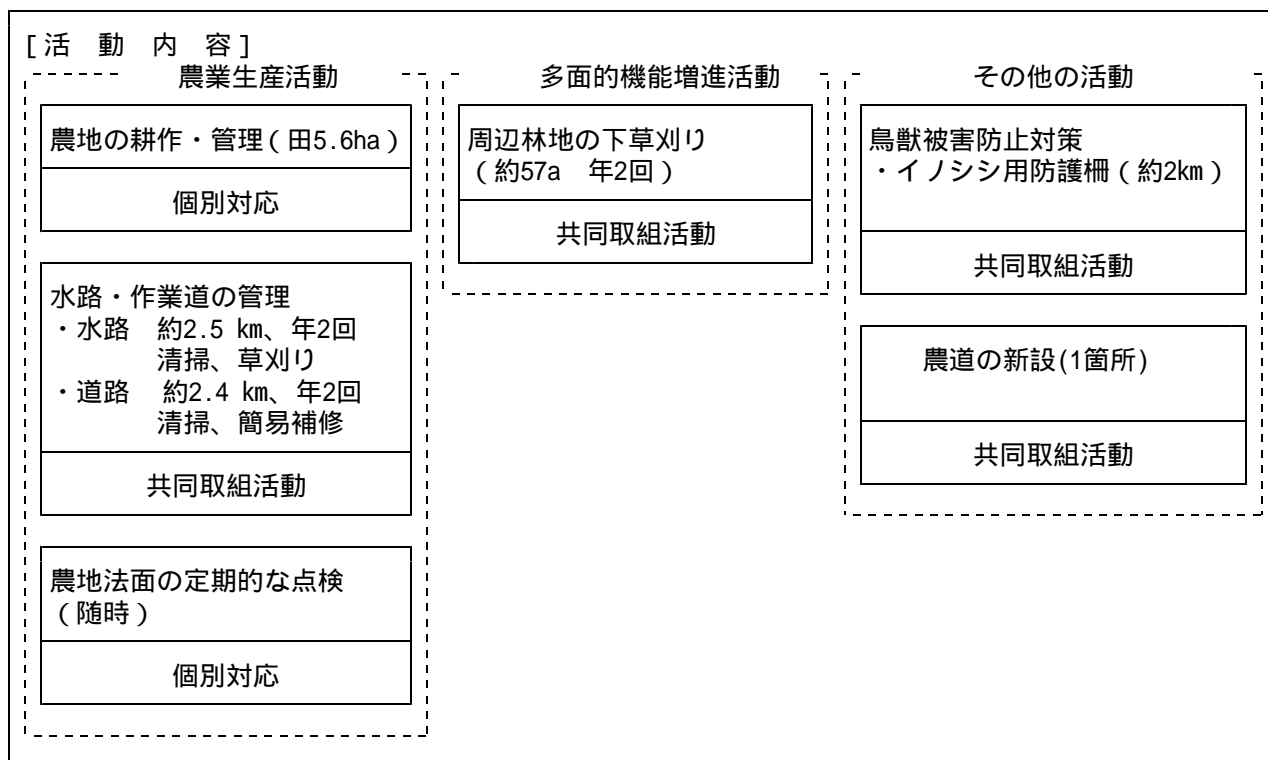 [活 動 内 容]
農業生産活動
農地の耕作・管理(田5.6ha)
個別対応
水路・作業道の管理
・水路 約2.5 km、年2回
清掃、草刈り
・道路 約2.4 km、年2回
清掃、簡易補修
共同取組活動
農地法面の定期的な点検
(随時)
個別対応
多面的機能増進活動
周辺林地の下草刈り
(約57a 年2回)
共同取組活動
その他の活動
鳥獣被害防止対策
・イノシシ用防護柵(約2km)
共同取組活動
農道の新設(1箇所)
共同取組活動